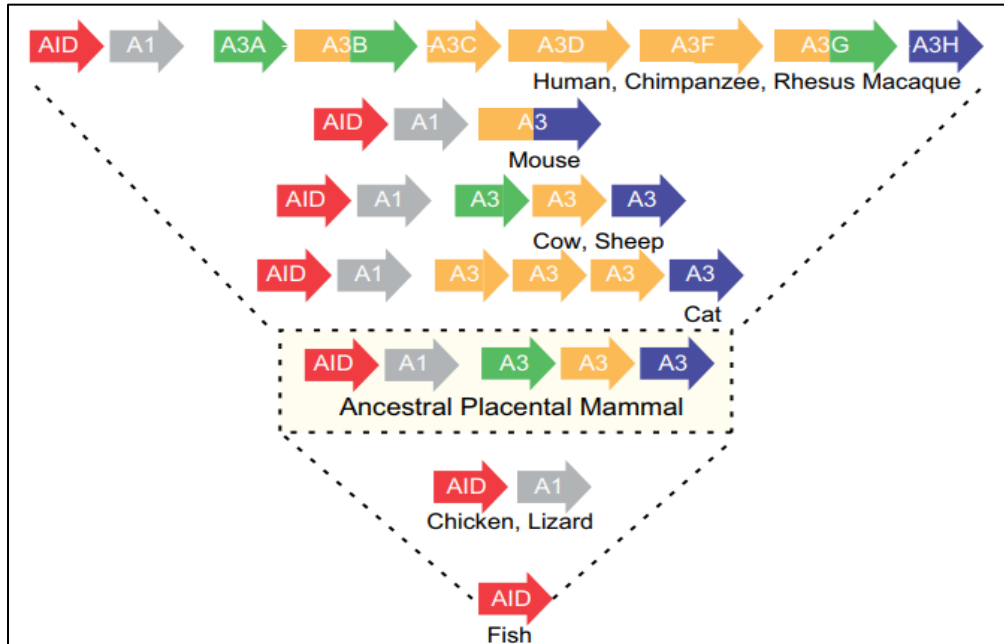 AID A1 A3A A3B A3C A3D A3F A3G A3H
Human, Chimpanzee, Rhesus Macaque
AID A1 A3
Mouse
AID A1 A3 A3 A3
Cow, Sheep
AID A1 A3 A3 A3 A3
Cat
AID A1 A3 A3 A3
Ancestral Placental Mammal
AID A1
Chicken, Lizard
AID
Fish